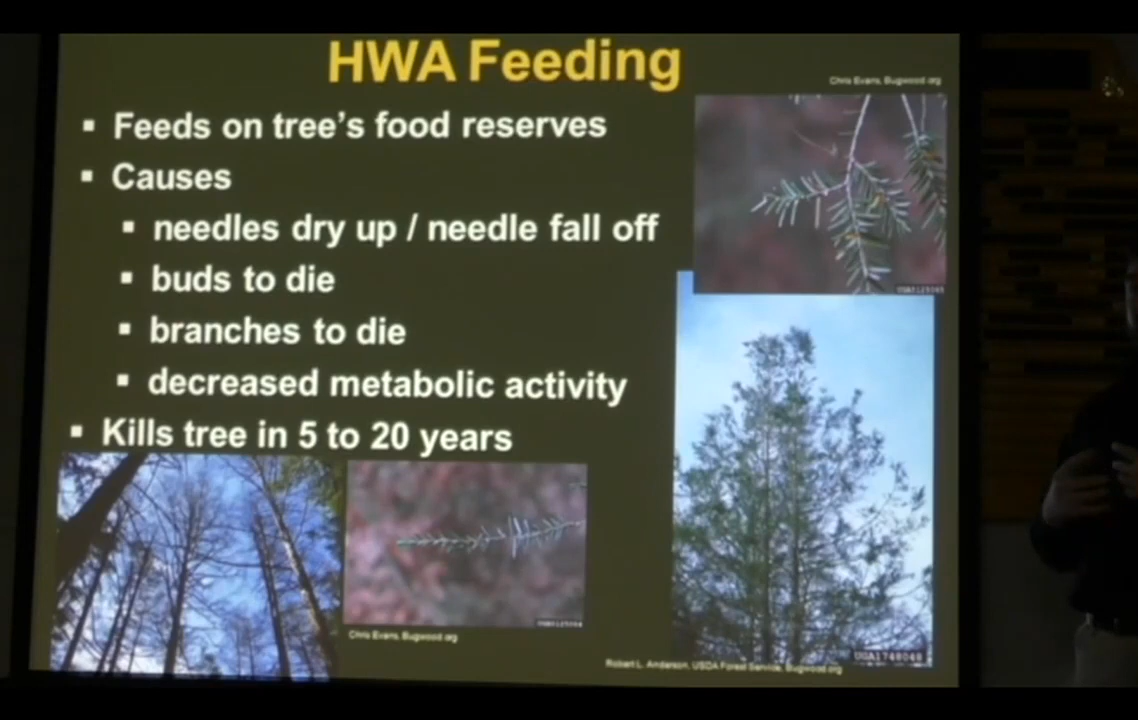 HWA Feeding
Chris Evans, Bugwood.org
▪ Feeds on tree's food reserves
▪ Causes
▪ needles dry up / needle fall off
▪ buds to die
▪ branches to die
▪ decreased metabolic activity
▪ Kills tree in 5 to 20 years
Chris Evans, Bugwood.org
Robert L. Anderson, USDA Forest Service, Bugwood.org
UGA1748048